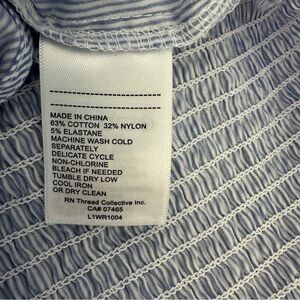 MADE IN CHINA
63% COTTON 32% NYLON
5% ELASTANE
MACHINE WASH COLD
SEPARATELY
DELICATE CYCLE
NON-CHLORINE
BLEACH IF NEEDED
TUMBLE DRY LOW
COOL IRON
OR DRY CLEAN
RN Thread Collective Inc.
CA# 07465
L1WR1004